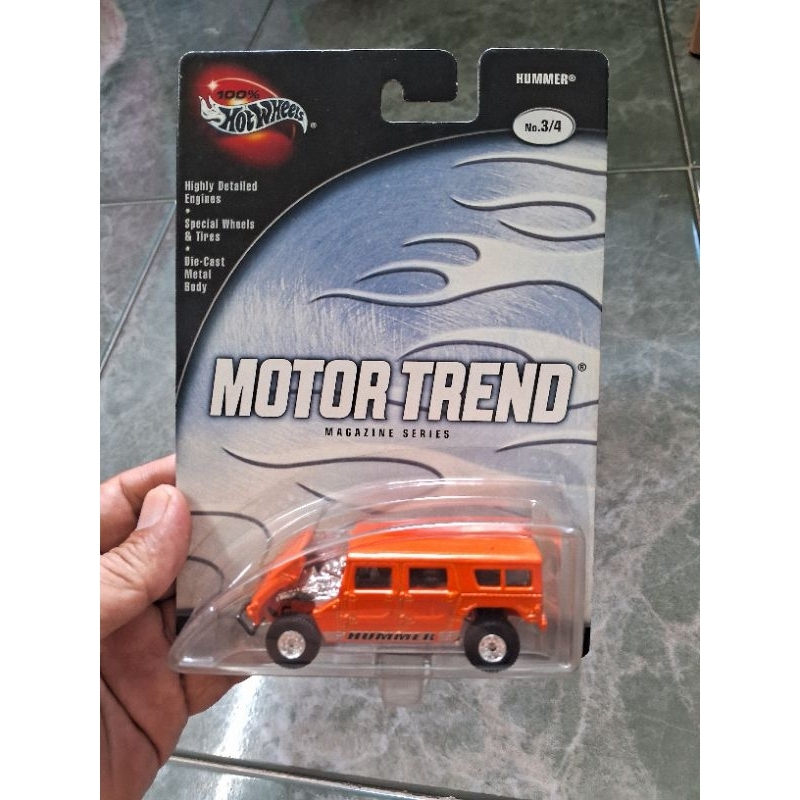 100%
Hot Wheels®
HUMMER®
No.3/4
Highly Detailed
Engines
•
Special Wheels
& Tires
•
Die-Cast
Metal
Body
MOTOR TREND®
MAGAZINE SERIES
HUMMER